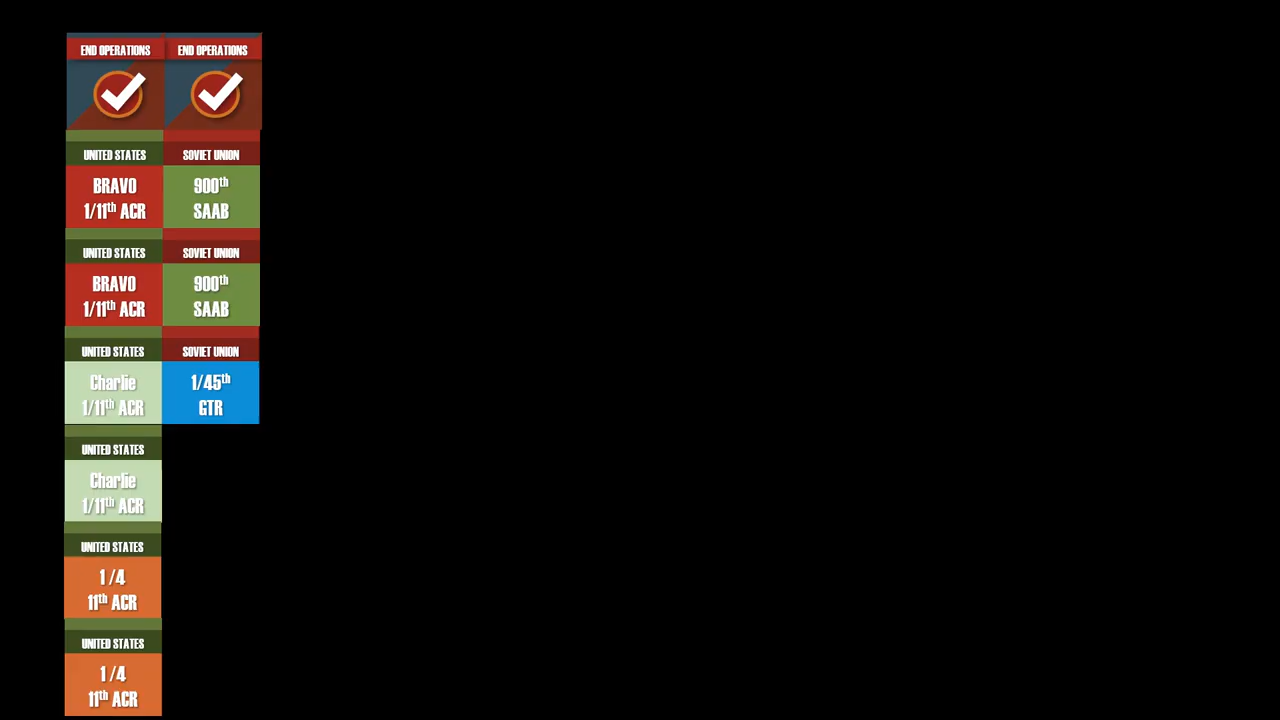 END OPERATIONS END OPERATIONS
UNITED STATES SOVIET UNION
BRAVO 900th
1/11th ACR SAAB
UNITED STATES SOVIET UNION
BRAVO 900th
1/11th ACR SAAB
UNITED STATES SOVIET UNION
Charlie 1/45th
1/11th ACR GTR
UNITED STATES
Charlie
1/11th ACR
UNITED STATES
1 /4
11th ACR
UNITED STATES
1 /4
11th ACR